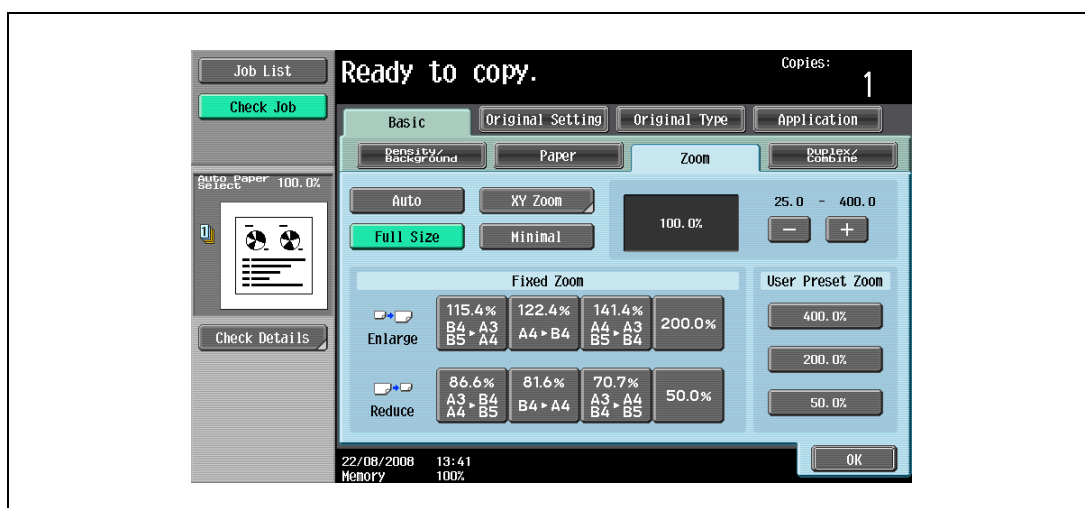 Job List
Check Job
Ready to copy.
Copies:
1
Basic
Original Setting
Original Type
Application
Density/
Background
Paper
Zoom
Duplex/
Combine
Auto Paper
Select
100.0%
1
Check Details
Auto
XY Zoom
Full Size
Minimal
100.0%
25.0 - 400.0
− +
Fixed Zoom
Enlarge
115.4%
B4▸A3
B5▸A4
122.4%
A4▸B4
141.4%
A4▸A3
B5▸B4
200.0%
Reduce
86.6%
A3▸B4
A4▸B5
81.6%
B4▸A4
70.7%
A3▸A4
B4▸B5
50.0%
User Preset Zoom
400.0%
200.0%
50.0%
22/08/2008 13:41
Memory 100%
OK